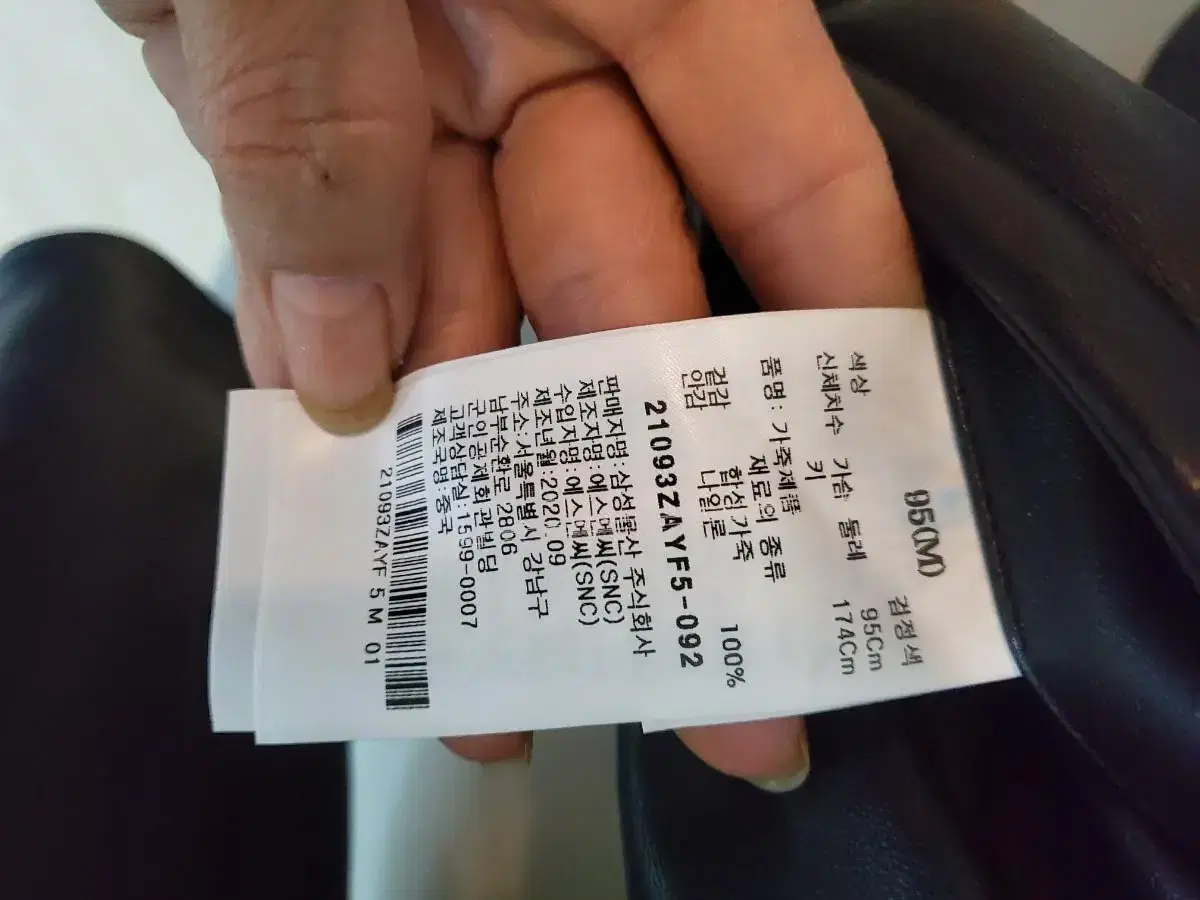 95(M)
색상 검정색
신체치수 가슴 둘레 95Cm
키 174Cm
품명: 가죽제품
재료의 종류
겉감 합성가죽 100%
안감 나일론
21093ZAYF5-092
판매자명:삼성물산 주식회사
제조자명:에스엔씨(SNC)
수입자명:에스엔씨(SNC)
제조년월:2020.09
주소:서울특별시 강남구
남부순환로 2806
군인공제회관빌딩
고객상담실:1599-0007
제조국명:중국
21093ZAYF 5 M 01